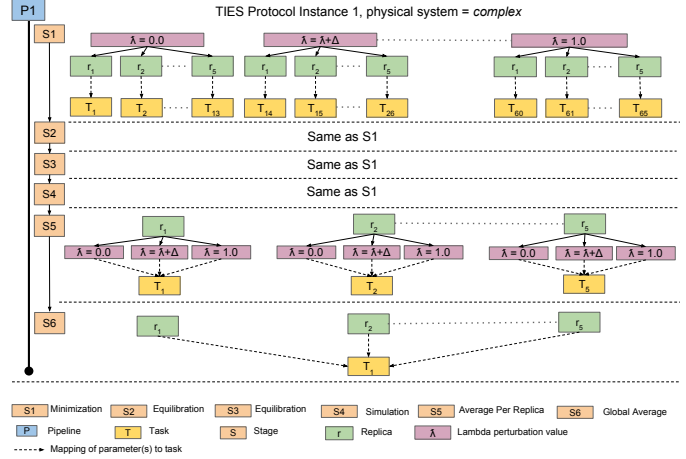 P1
TIES Protocol Instance 1, physical system = complex
S1
ƛ = 0.0 ƛ = ƛ+Δ ƛ = 1.0
r1 r2 r5 r1 r2 r5 r1 r2 r5
T1 T2 T13 T14 T15 T26 T60 T61 T65
S2 Same as S1
S3 Same as S1
S4 Same as S1
S5 r1 r2 r5
ƛ = 0.0 ƛ = ƛ+Δ ƛ = 1.0 ƛ = 0.0 ƛ = ƛ+Δ ƛ = 1.0 ƛ = 0.0 ƛ = ƛ+Δ ƛ = 1.0
T1 T2 T5
S6 r1 r2 r5
T1
S1 Minimization S2 Equilibration S3 Equilibration S4 Simulation S5 Average Per Replica S6 Global Average
P Pipeline T Task S Stage r Replica ƛ Lambda perturbation value
Mapping of parameter(s) to task